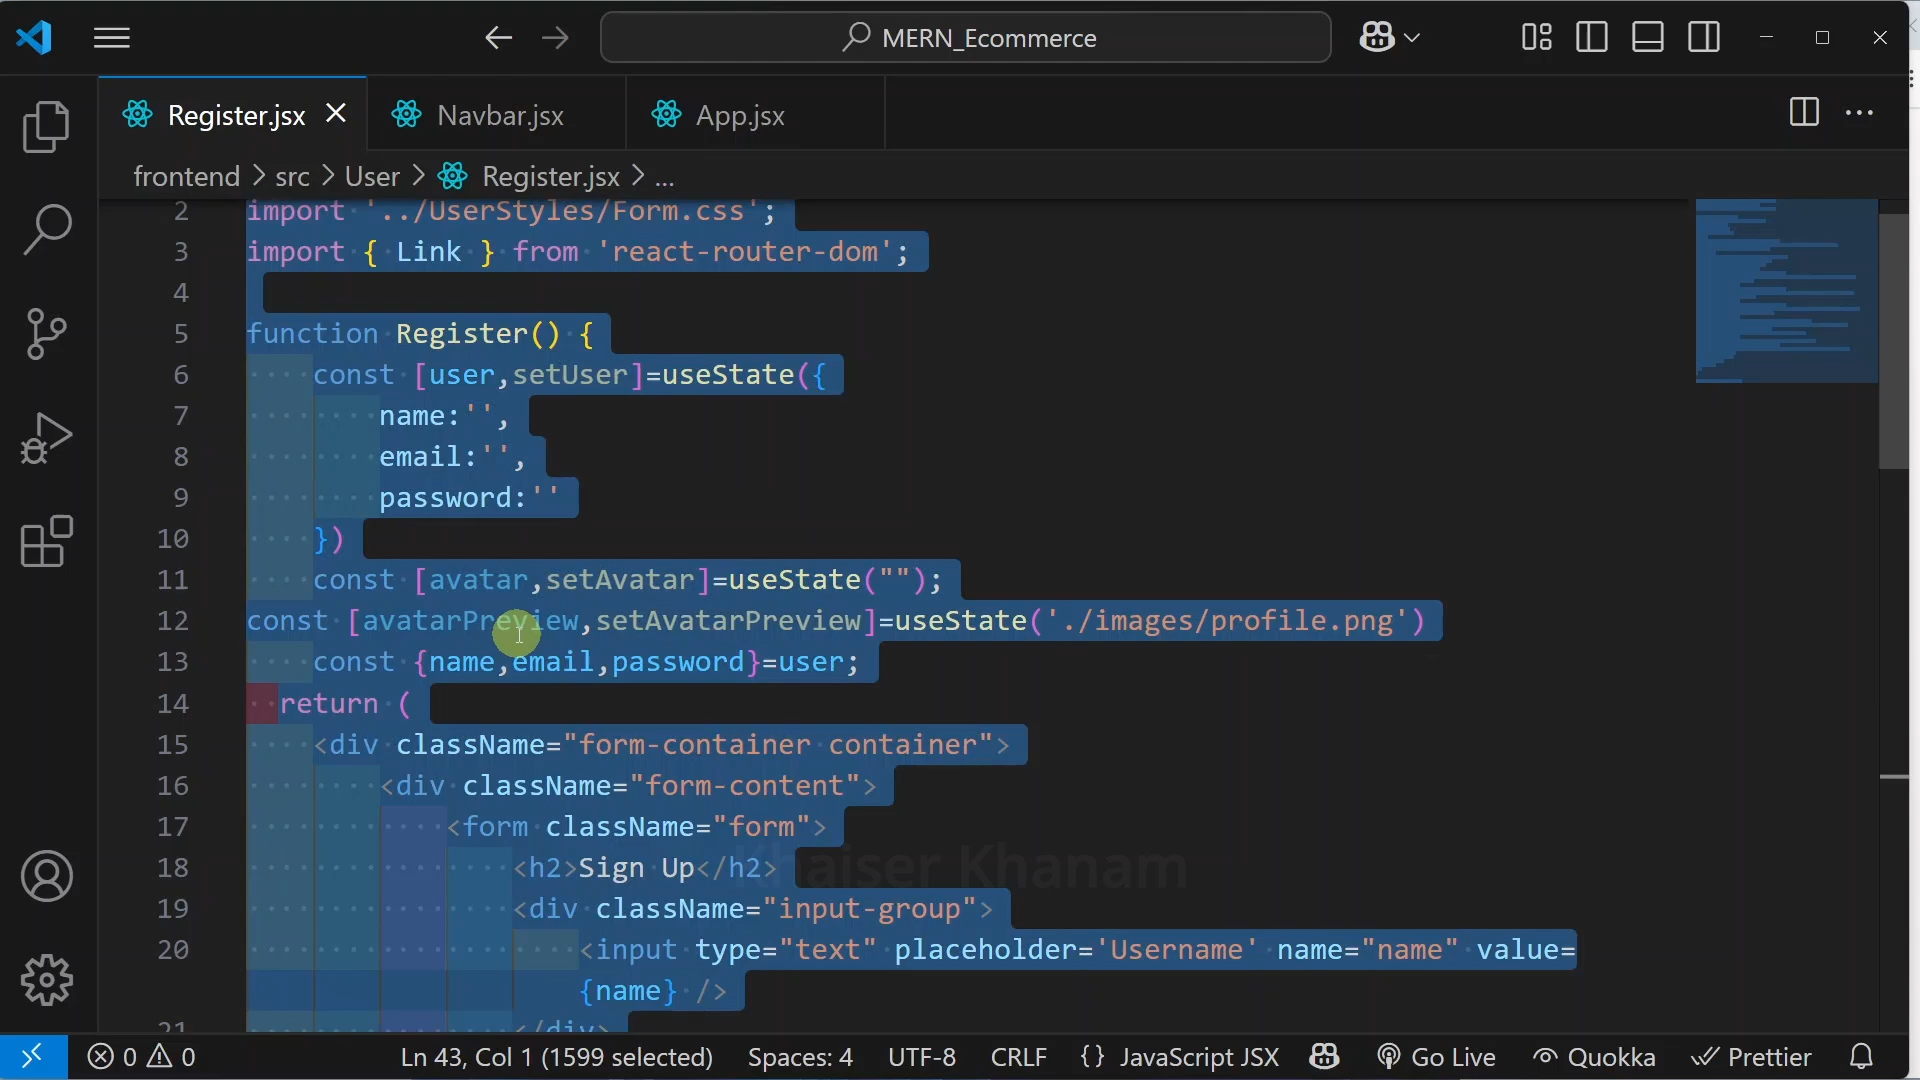 MERN_Ecommerce
Register.jsx
Navbar.jsx
App.jsx
frontend > src > User > Register.jsx > ...
2 import '../UserStyles/Form.css';
3 import { Link } from 'react-router-dom';
4
5 function Register() {
6 const [user,setUser]=useState({
7 name:'',
8 email:'',
9 password:''
10 })
11 const [avatar,setAvatar]=useState("");
12 const [avatarPreview,setAvatarPreview]=useState('./images/profile.png')
13 const {name,email,password}=user;
14 return (
15 <div className="form-container container">
16 <div className="form-content">
17 <form className="form">
18 <h2>Sign Up</h2>
Khaiser Khanam
19 <div className="input-group">
20 <input type="text" placeholder='Username' name="name" value=
{name} />
21 </div>
0 0 Ln 43, Col 1 (1599 selected) Spaces: 4 UTF-8 CRLF {} JavaScript JSX Go Live Quokka Prettier